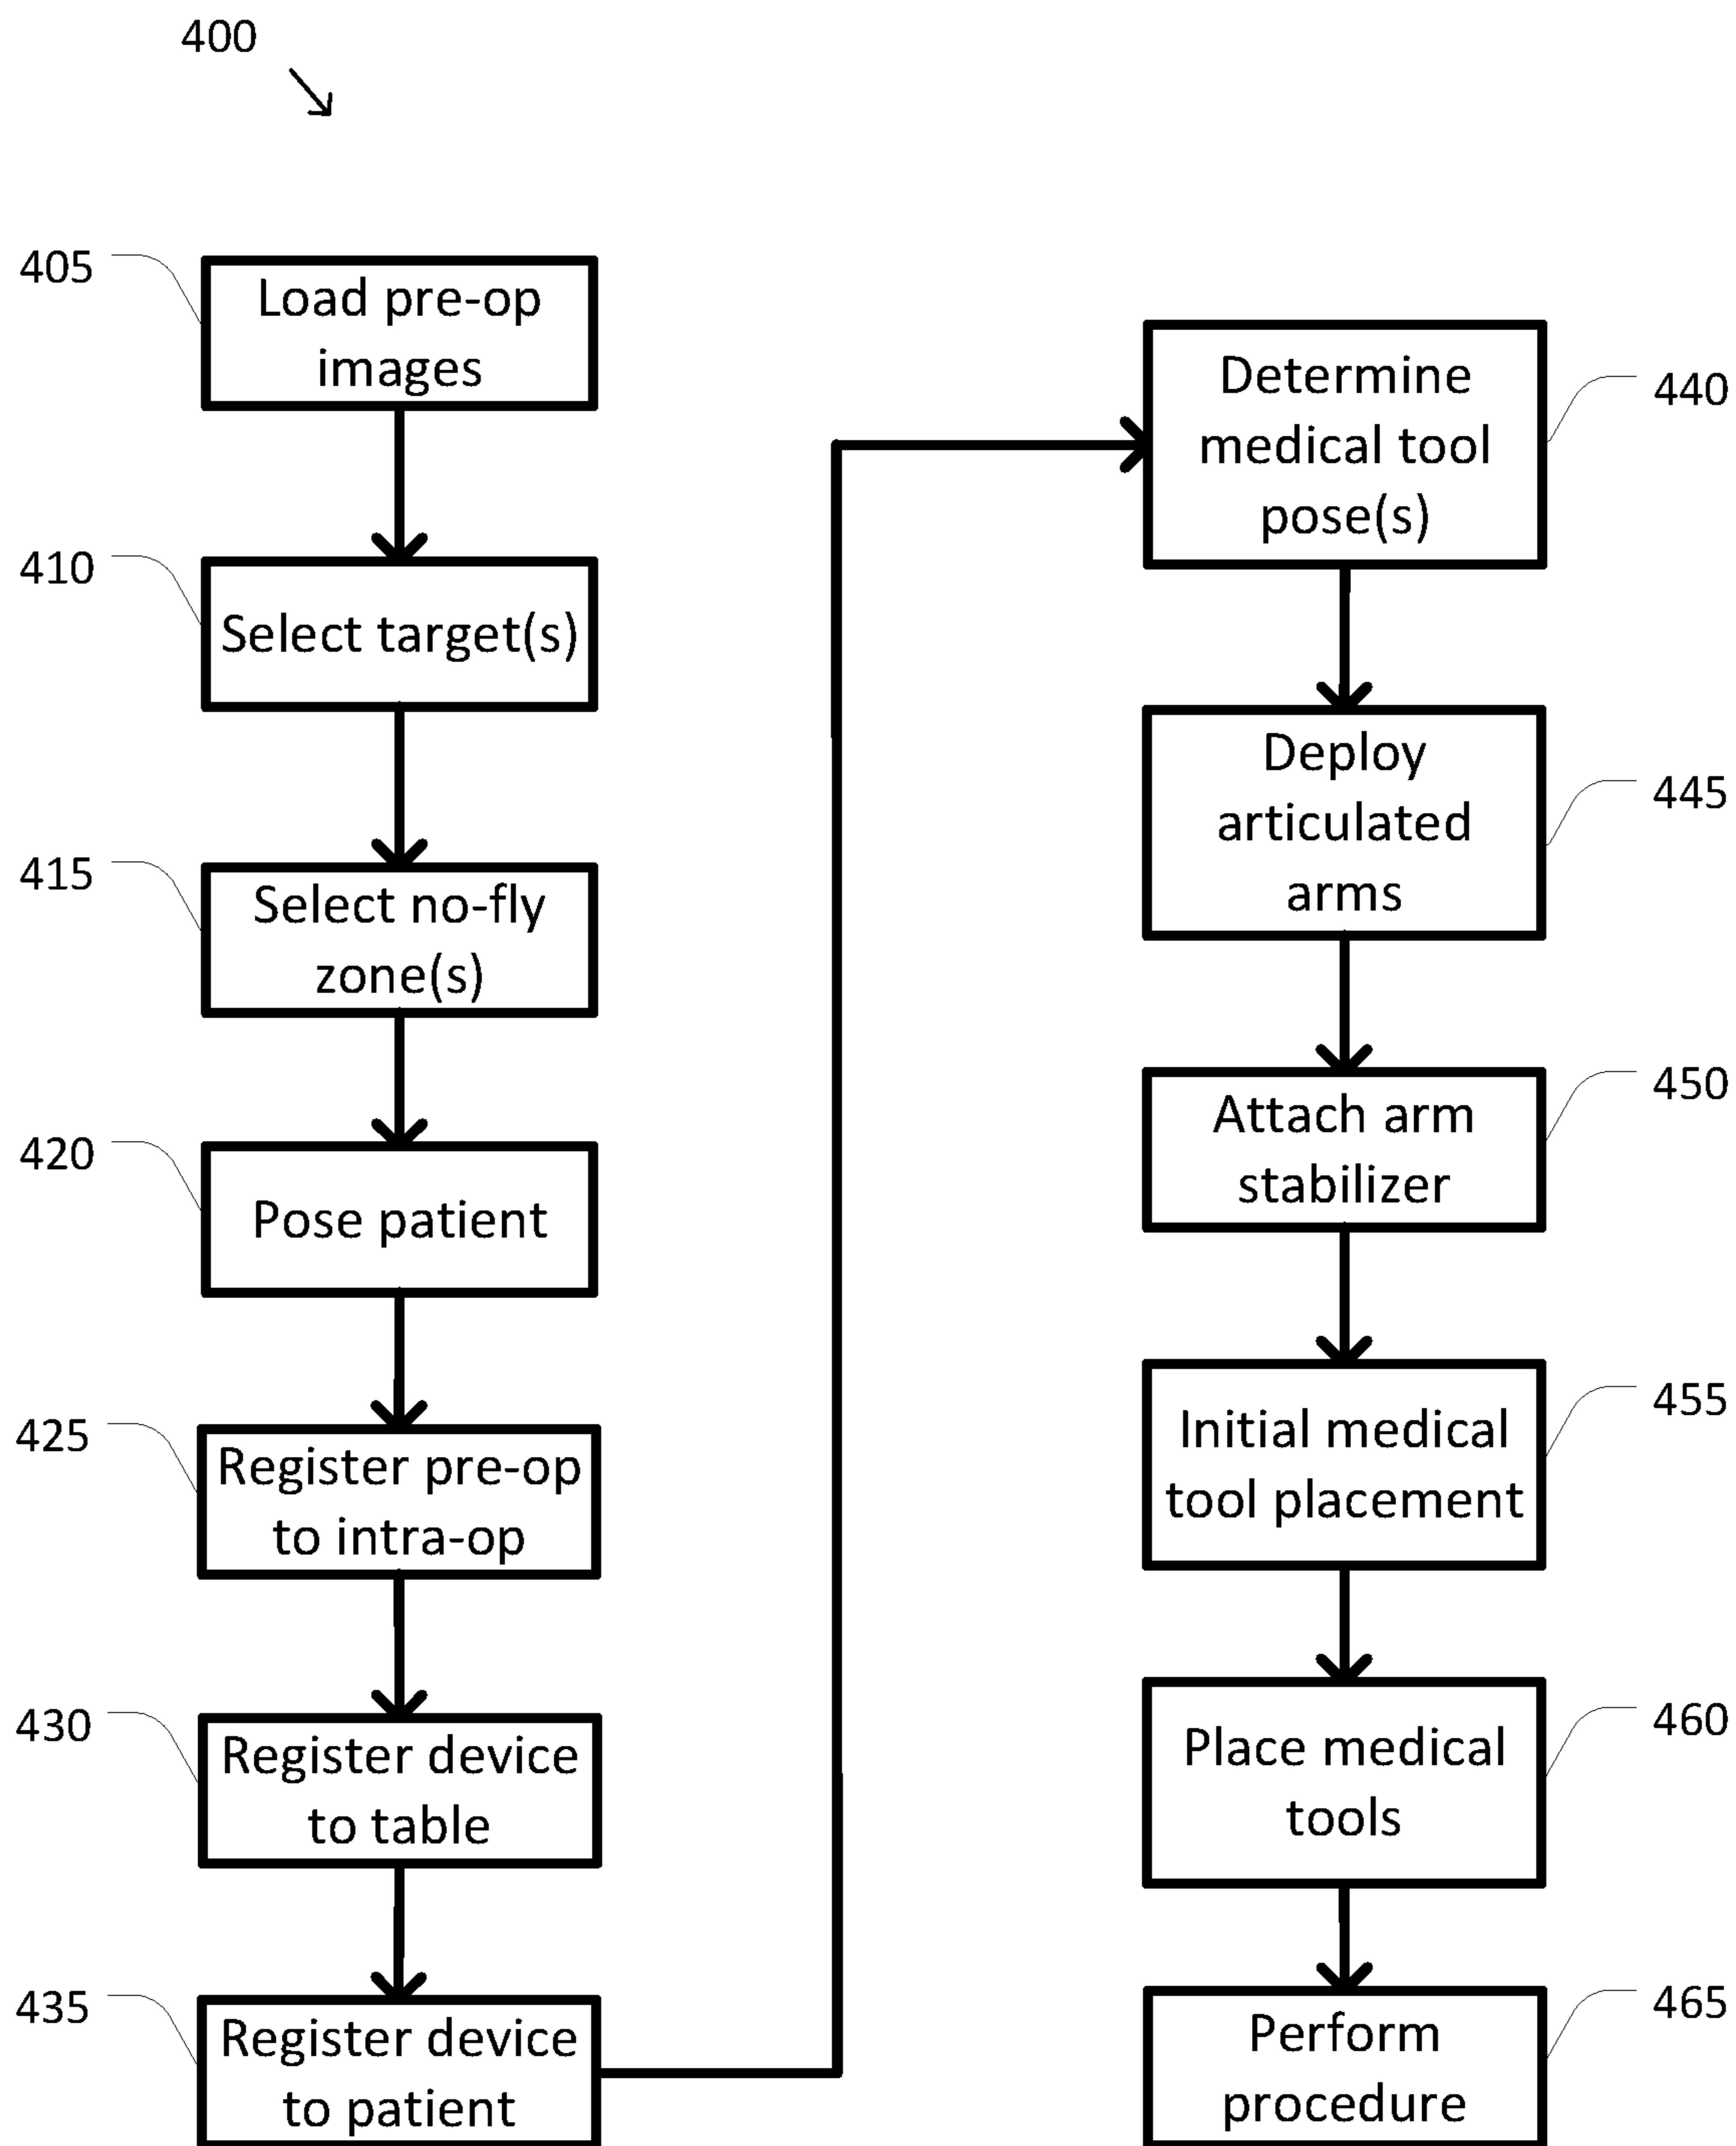 400
405
Load pre-op
images
410
Select target(s)
415
Select no-fly
zone(s)
420
Pose patient
425
Register pre-op
to intra-op
430
Register device
to table
435
Register device
to patient
Determine
medical tool
pose(s)
440
Deploy
articulated
arms
445
Attach arm
stabilizer
450
Initial medical
tool placement
455
Place medical
tools
460
Perform
procedure
465